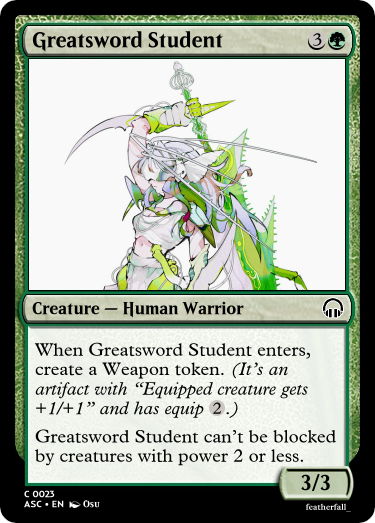 Greatsword Student 3
Creature — Human Warrior
When Greatsword Student enters,
create a Weapon token. (It's an
artifact with “Equipped creature gets
+1/+1” and has equip 2.)
Greatsword Student can't be blocked
by creatures with power 2 or less.
3/3
C 0023
ASC • EN Osu
featherfall_